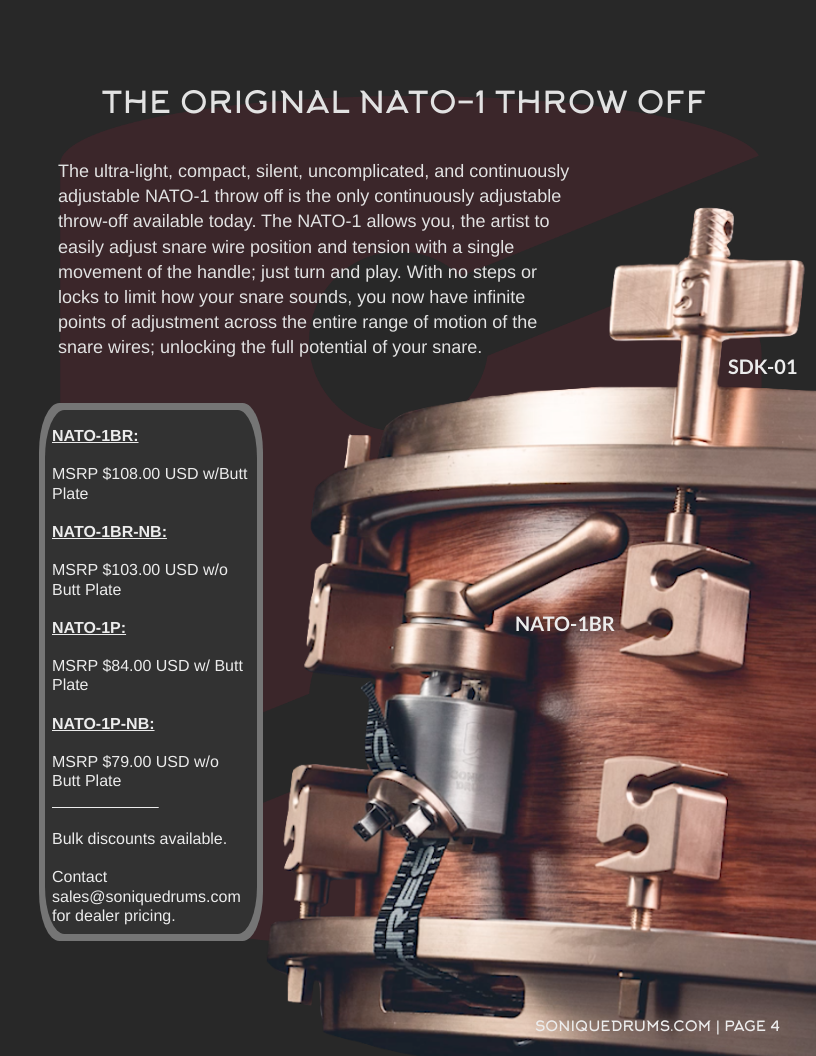 THE ORIGINAL NATO-1 THROW OFF
The ultra-light, compact, silent, uncomplicated, and continuously
adjustable NATO-1 throw off is the only continuously adjustable
throw-off available today. The NATO-1 allows you, the artist to
easily adjust snare wire position and tension with a single
movement of the handle; just turn and play. With no steps or
locks to limit how your snare sounds, you now have infinite
points of adjustment across the entire range of motion of the
snare wires; unlocking the full potential of your snare.
SDK-01
NATO-1BR:
MSRP $108.00 USD w/Butt
Plate
NATO-1BR-NB:
MSRP $103.00 USD w/o
Butt Plate
NATO-1P:
MSRP $84.00 USD w/ Butt
Plate
NATO-1P-NB:
MSRP $79.00 USD w/o
Butt Plate
Bulk discounts available.
Contact
sales@soniquedrums.com
for dealer pricing.
NATO-1BR
SONIQUEDRUMS.COM | PAGE 4